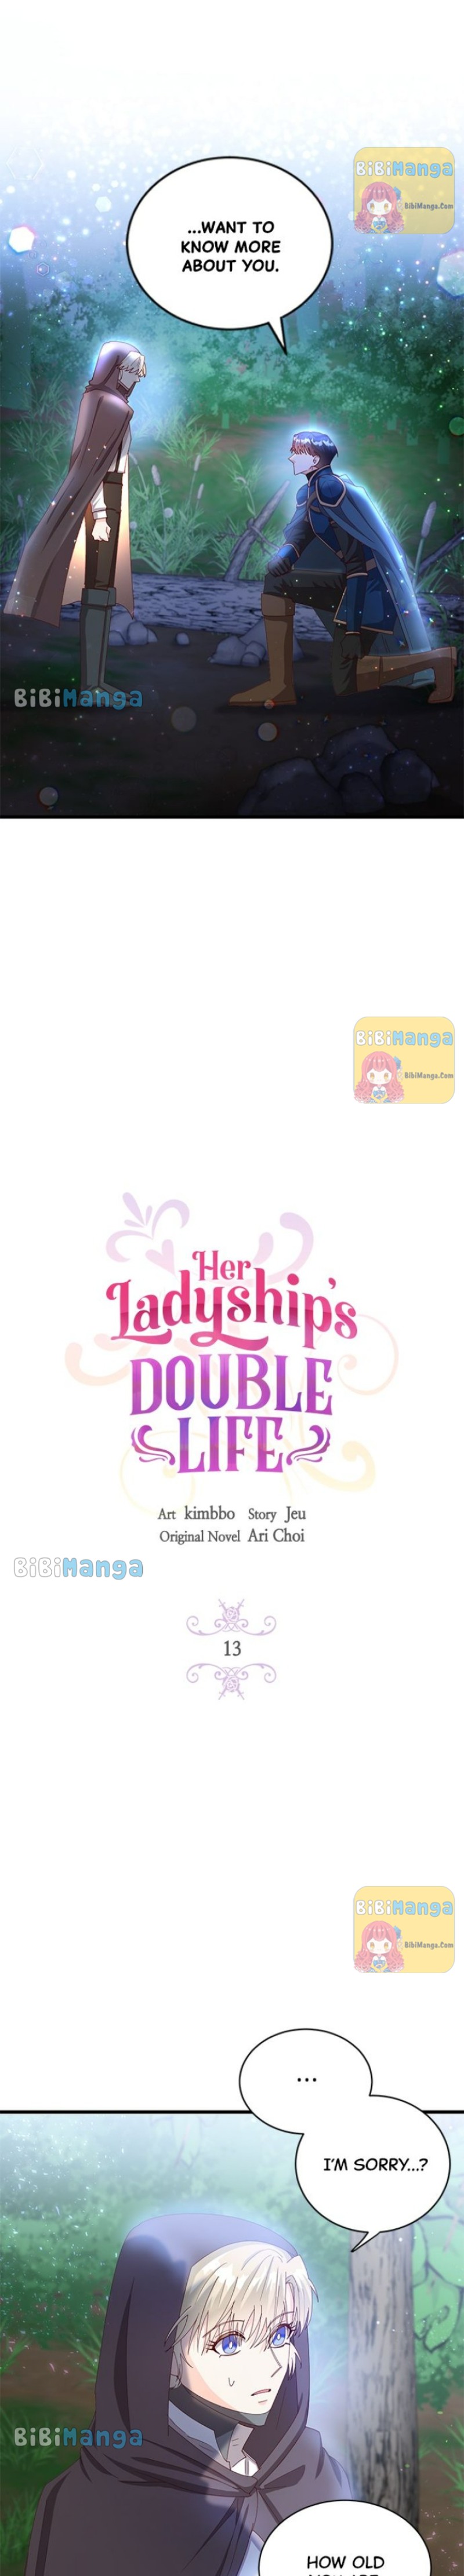 BiBiManga
BibiManga.Com
...WANT TO
KNOW MORE
ABOUT YOU.
BiBiManga
BiBiManga
BibiManga.Com
Her
Ladyship's
DOUBLE
LIFE
Art kimbbo Story Jeu
Original Novel Ari Choi
BiBiManga
13
BiBiManga
BibiManga.Com
...
I'M SORRY...?
BiBiManga
HOW OLD